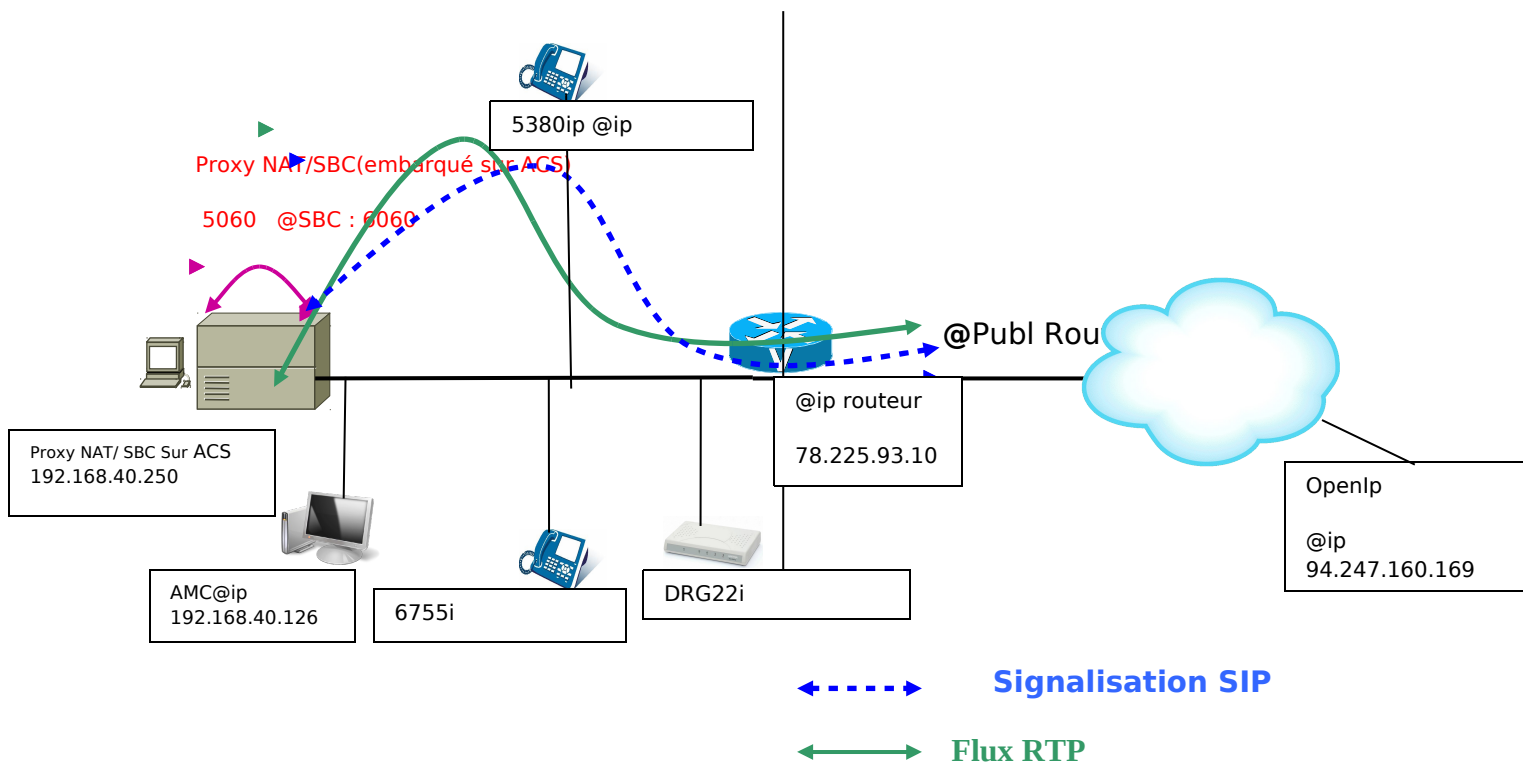 5380ip @ip
Proxy NAT/SBC(embarqué sur ACS)
5060 @SBC : 6060
@Publ Rou
@ip routeur
78.225.93.10
Proxy NAT/ SBC Sur ACS
192.168.40.250
OpenIp
@ip
94.247.160.169
AMC@ip
192.168.40.126
6755i
DRG22i
Signalisation SIP
Flux RTP